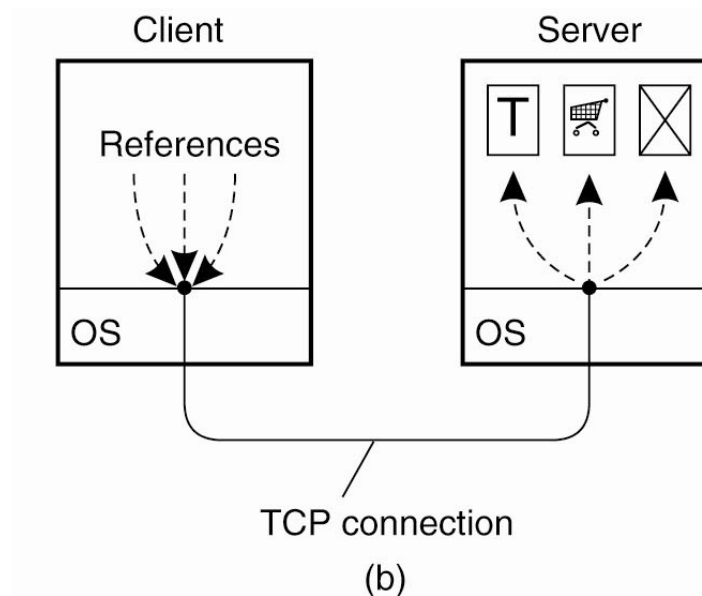 Client
Server
References
T
OS
OS
TCP connection
(b)